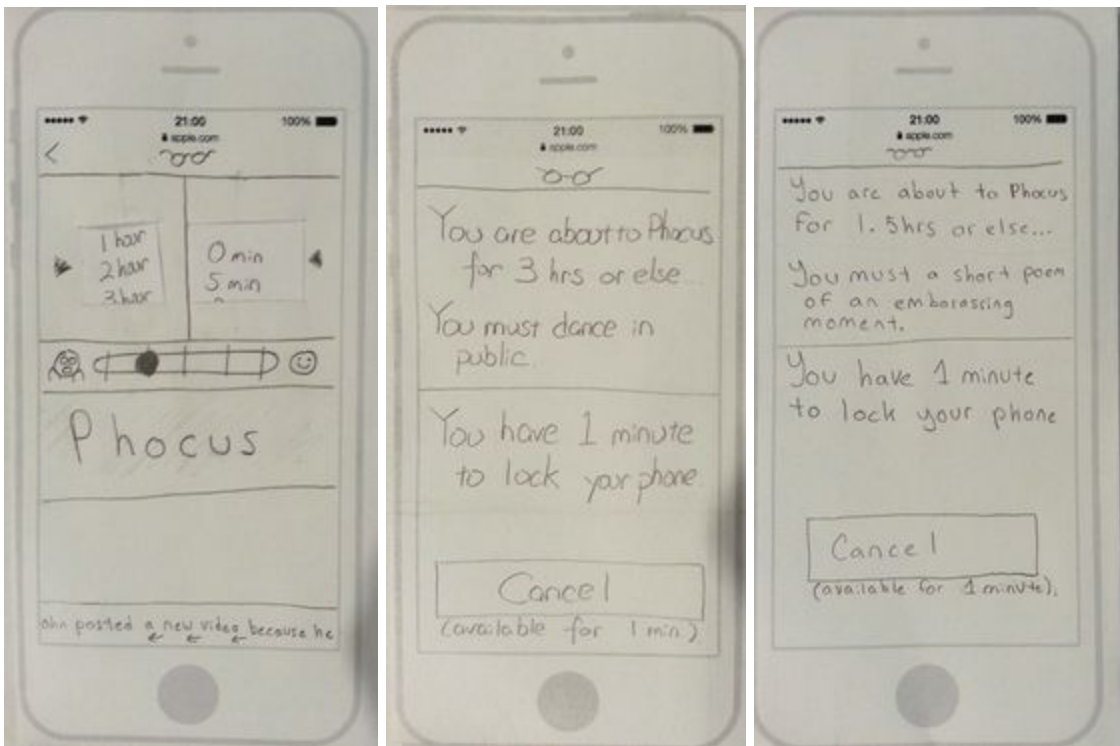 21:00 100%
apple.com
<
1 hour
2 hour
3 hour
0 min
5 min
Phocus
ohn posted a new video because he
21:00 100%
apple.com
You are about to Phocus
for 3 hrs or else...
You must dance in
public.
You have 1 minute
to lock your phone
Cancel
(available for 1 min.)
21:00 100%
apple.com
You are about to Phocus
for 1.5hrs or else...
You must a short poem
of an embarassing
moment.
You have 1 minute
to lock your phone
Cancel
(available for 1 minute).